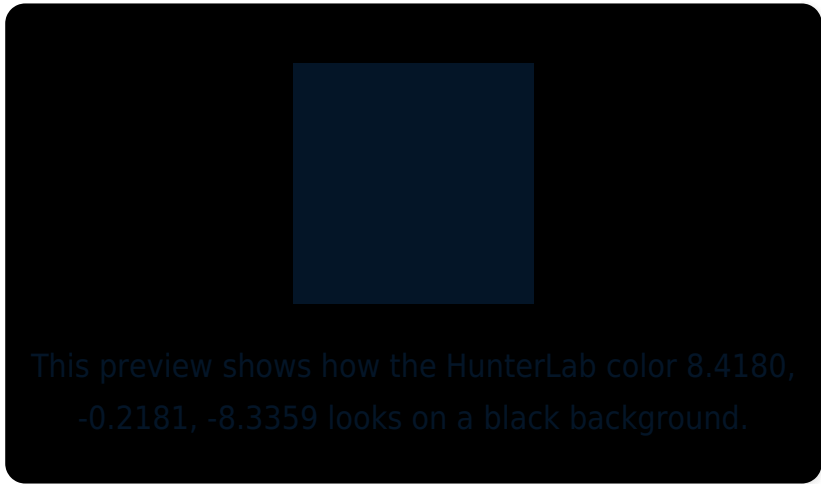 This preview shows how the HunterLab color 8.4180,
-0.2181, -8.3359 looks on a black background.